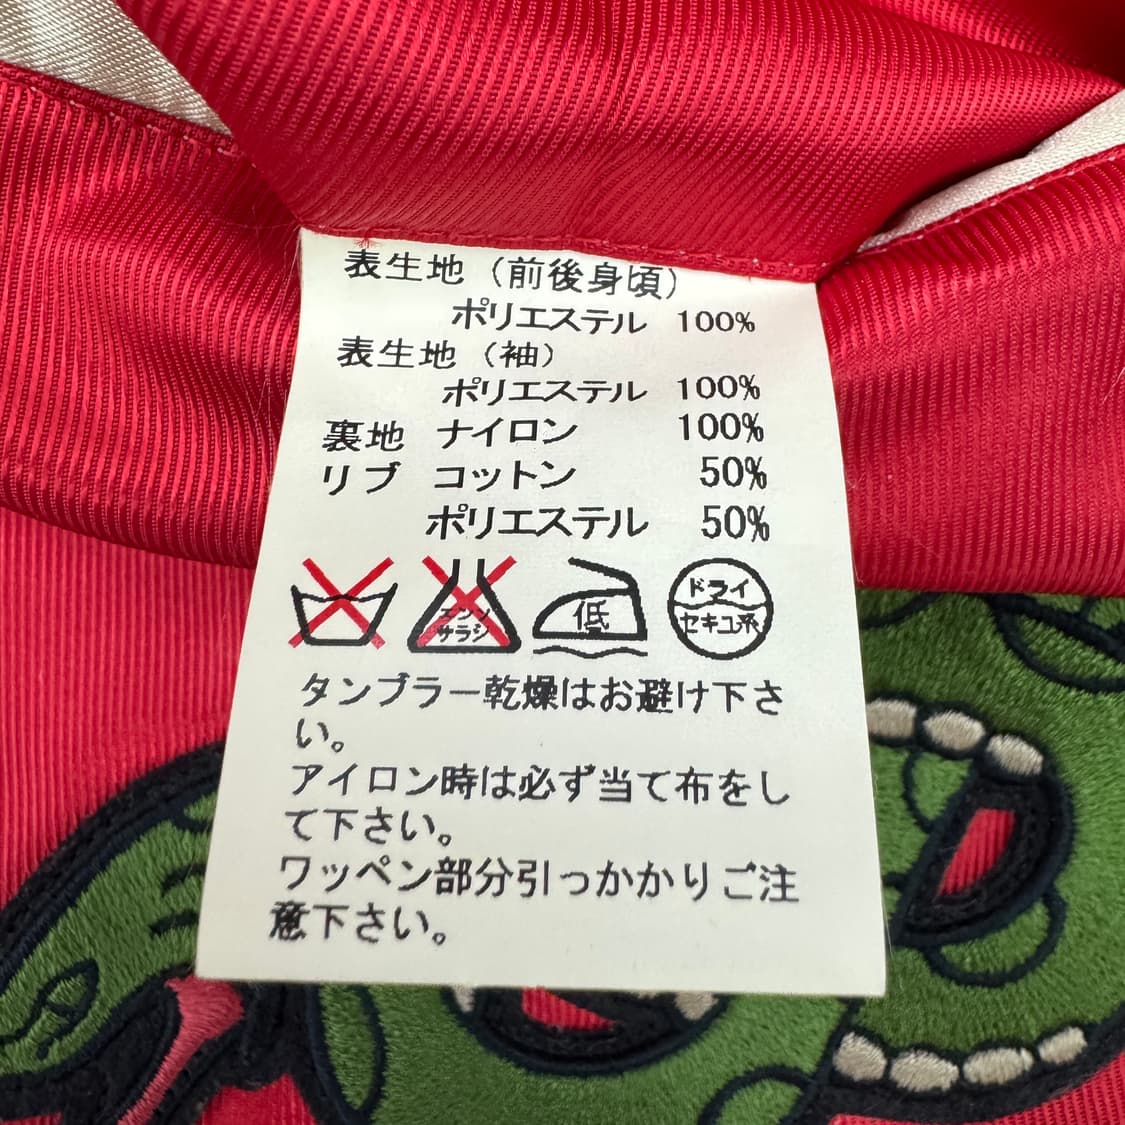 表生地（前後身頃）
ポリエステル 100%
表生地（袖）
ポリエステル 100%
裏地 ナイロン 100%
リブ コットン 50%
ポリエステル 50%
エンソ
サラシ
低
ドライ
セキユ系
タンブラー乾燥はお避け下さ
い。
アイロン時は必ず当て布をし
て下さい。
ワッペン部分引っかかりご注
意下さい。